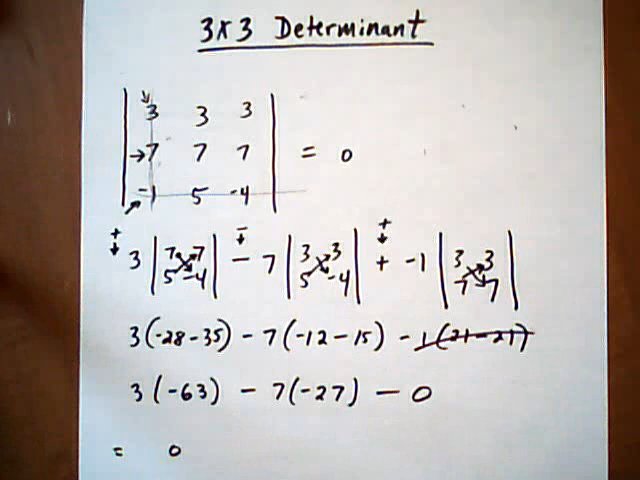 3x3 Determinant
| 3 3 3 |
| →7 7 7 | = 0
| -1 5 -4 |
+ - +
3 | 7 7 | - 7 | 3 3 | + -1 | 3 3 |
| 5 -4 | | 5 -4 | | 7 7 |
3(-28-35) - 7(-12-15) - 1(21-21)
3(-63) - 7(-27) - 0
= 0